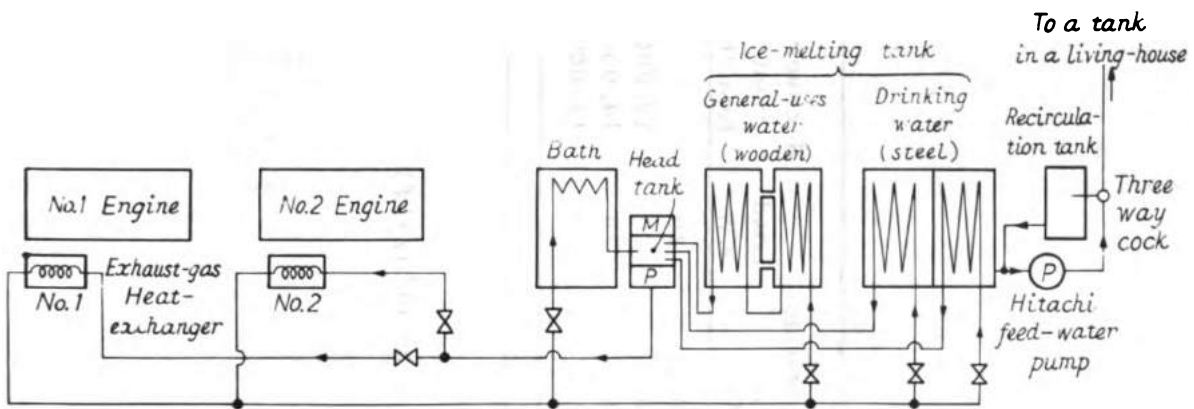 To a tank
in a living-house
Ice-melting tank
General-uses
water
(wooden)
Drinking
water
(steel)
Recircula-
tion tank
Bath
Head
tank
M
P
Three
way
cock
No.1 Engine
No.2 Engine
Exhaust-gas
Heat-
exchanger
No.1
No.2
P
Hitachi
feed-water
pump